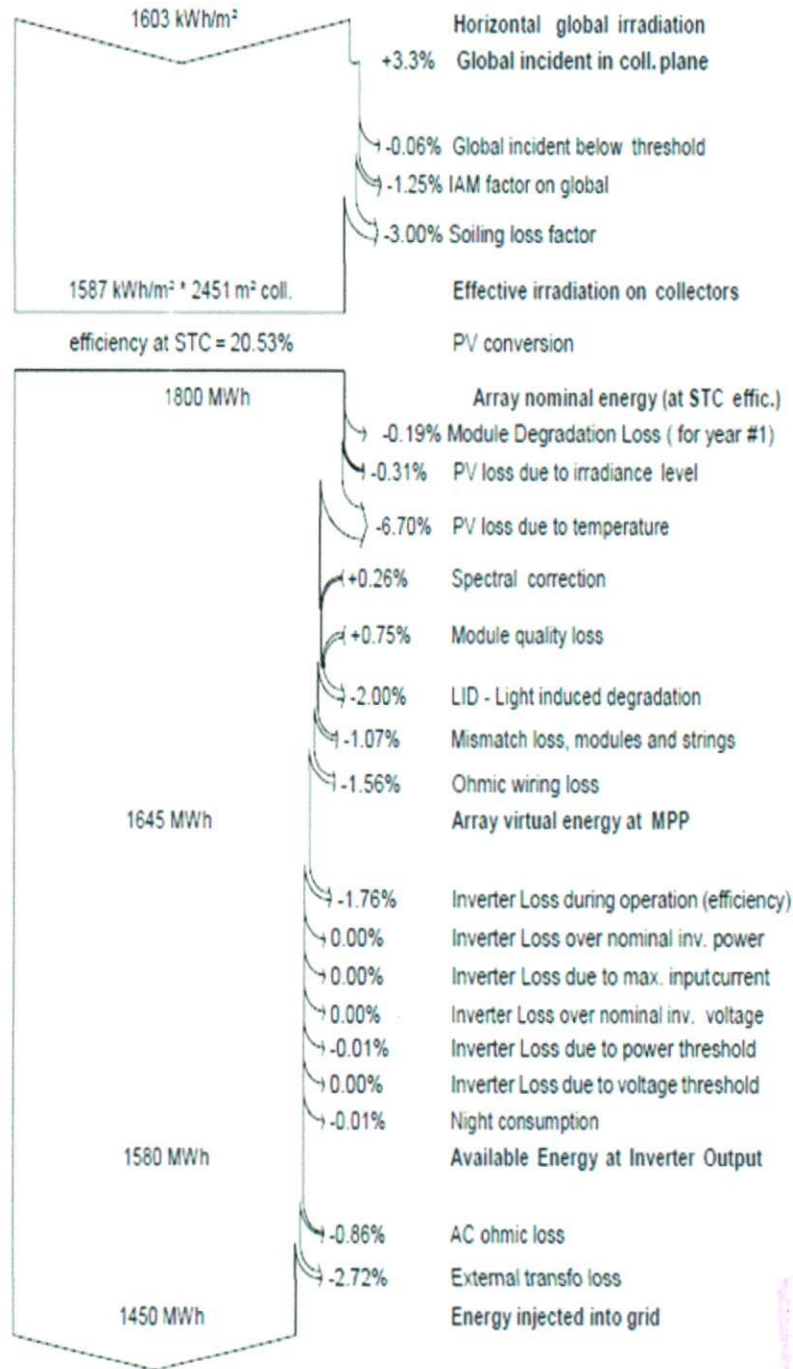 1603 kWh/m² Horizontal global irradiation
+3.3% Global incident in coll. plane
-0.06% Global incident below threshold
-1.25% IAM factor on global
-3.00% Soiling loss factor
1587 kWh/m² * 2451 m² coll. Effective irradiation on collectors
efficiency at STC = 20.53% PV conversion
1800 MWh Array nominal energy (at STC effic.)
-0.19% Module Degradation Loss ( for year #1)
-0.31% PV loss due to irradiance level
-6.70% PV loss due to temperature
+0.26% Spectral correction
+0.75% Module quality loss
-2.00% LID - Light induced degradation
-1.07% Mismatch loss, modules and strings
-1.56% Ohmic wiring loss
1645 MWh Array virtual energy at MPP
-1.76% Inverter Loss during operation (efficiency)
0.00% Inverter Loss over nominal inv. power
0.00% Inverter Loss due to max. input current
0.00% Inverter Loss over nominal inv. voltage
-0.01% Inverter Loss due to power threshold
0.00% Inverter Loss due to voltage threshold
-0.01% Night consumption
1580 MWh Available Energy at Inverter Output
-0.86% AC ohmic loss
-2.72% External transfo loss
1450 MWh Energy injected into grid